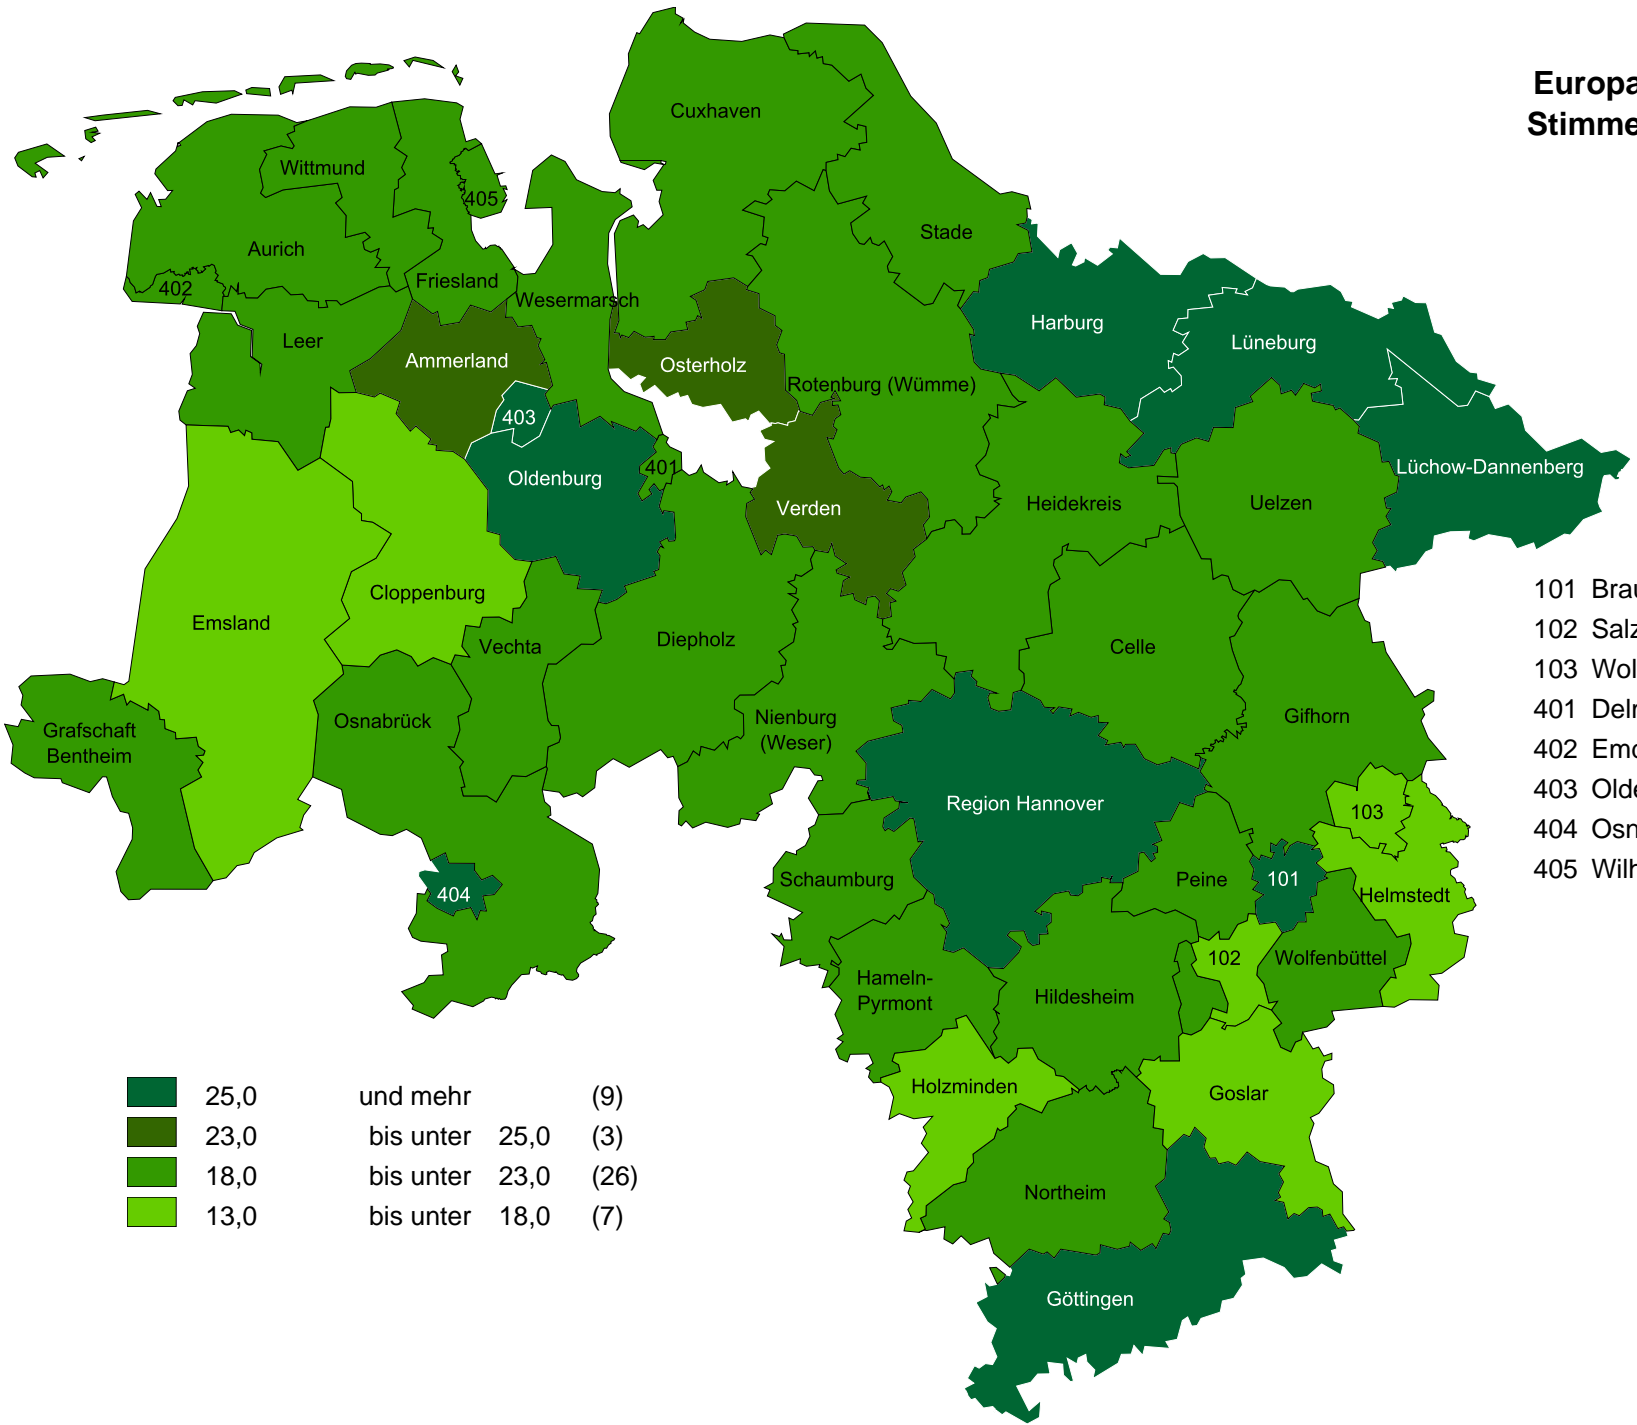 Europa
Stimme
Cuxhaven
Wittmund
405
Stade
Aurich
Friesland
402
Wesermarsch
Harburg
Leer
Lüneburg
Ammerland
Osterholz
Rotenburg (Wümme)
403
401
Lüchow-Dannenberg
Oldenburg
Verden
Heidekreis
Uelzen
Cloppenburg
Emsland
Vechta
Diepholz
Celle
Osnabrück
Nienburg
(Weser)
Gifhorn
Grafschaft
Bentheim
Region Hannover
103
Schaumburg
Peine
101
404
Helmstedt
102
Wolfenbüttel
Hameln-
Pyrmont
Hildesheim
Holzminden
Goslar
Northeim
Göttingen
101 Brau
102 Salz
103 Wol
401 Delm
402 Emd
403 Olde
404 Osn
405 Wilh
25,0 und mehr (9)
23,0 bis unter 25,0 (3)
18,0 bis unter 23,0 (26)
13,0 bis unter 18,0 (7)